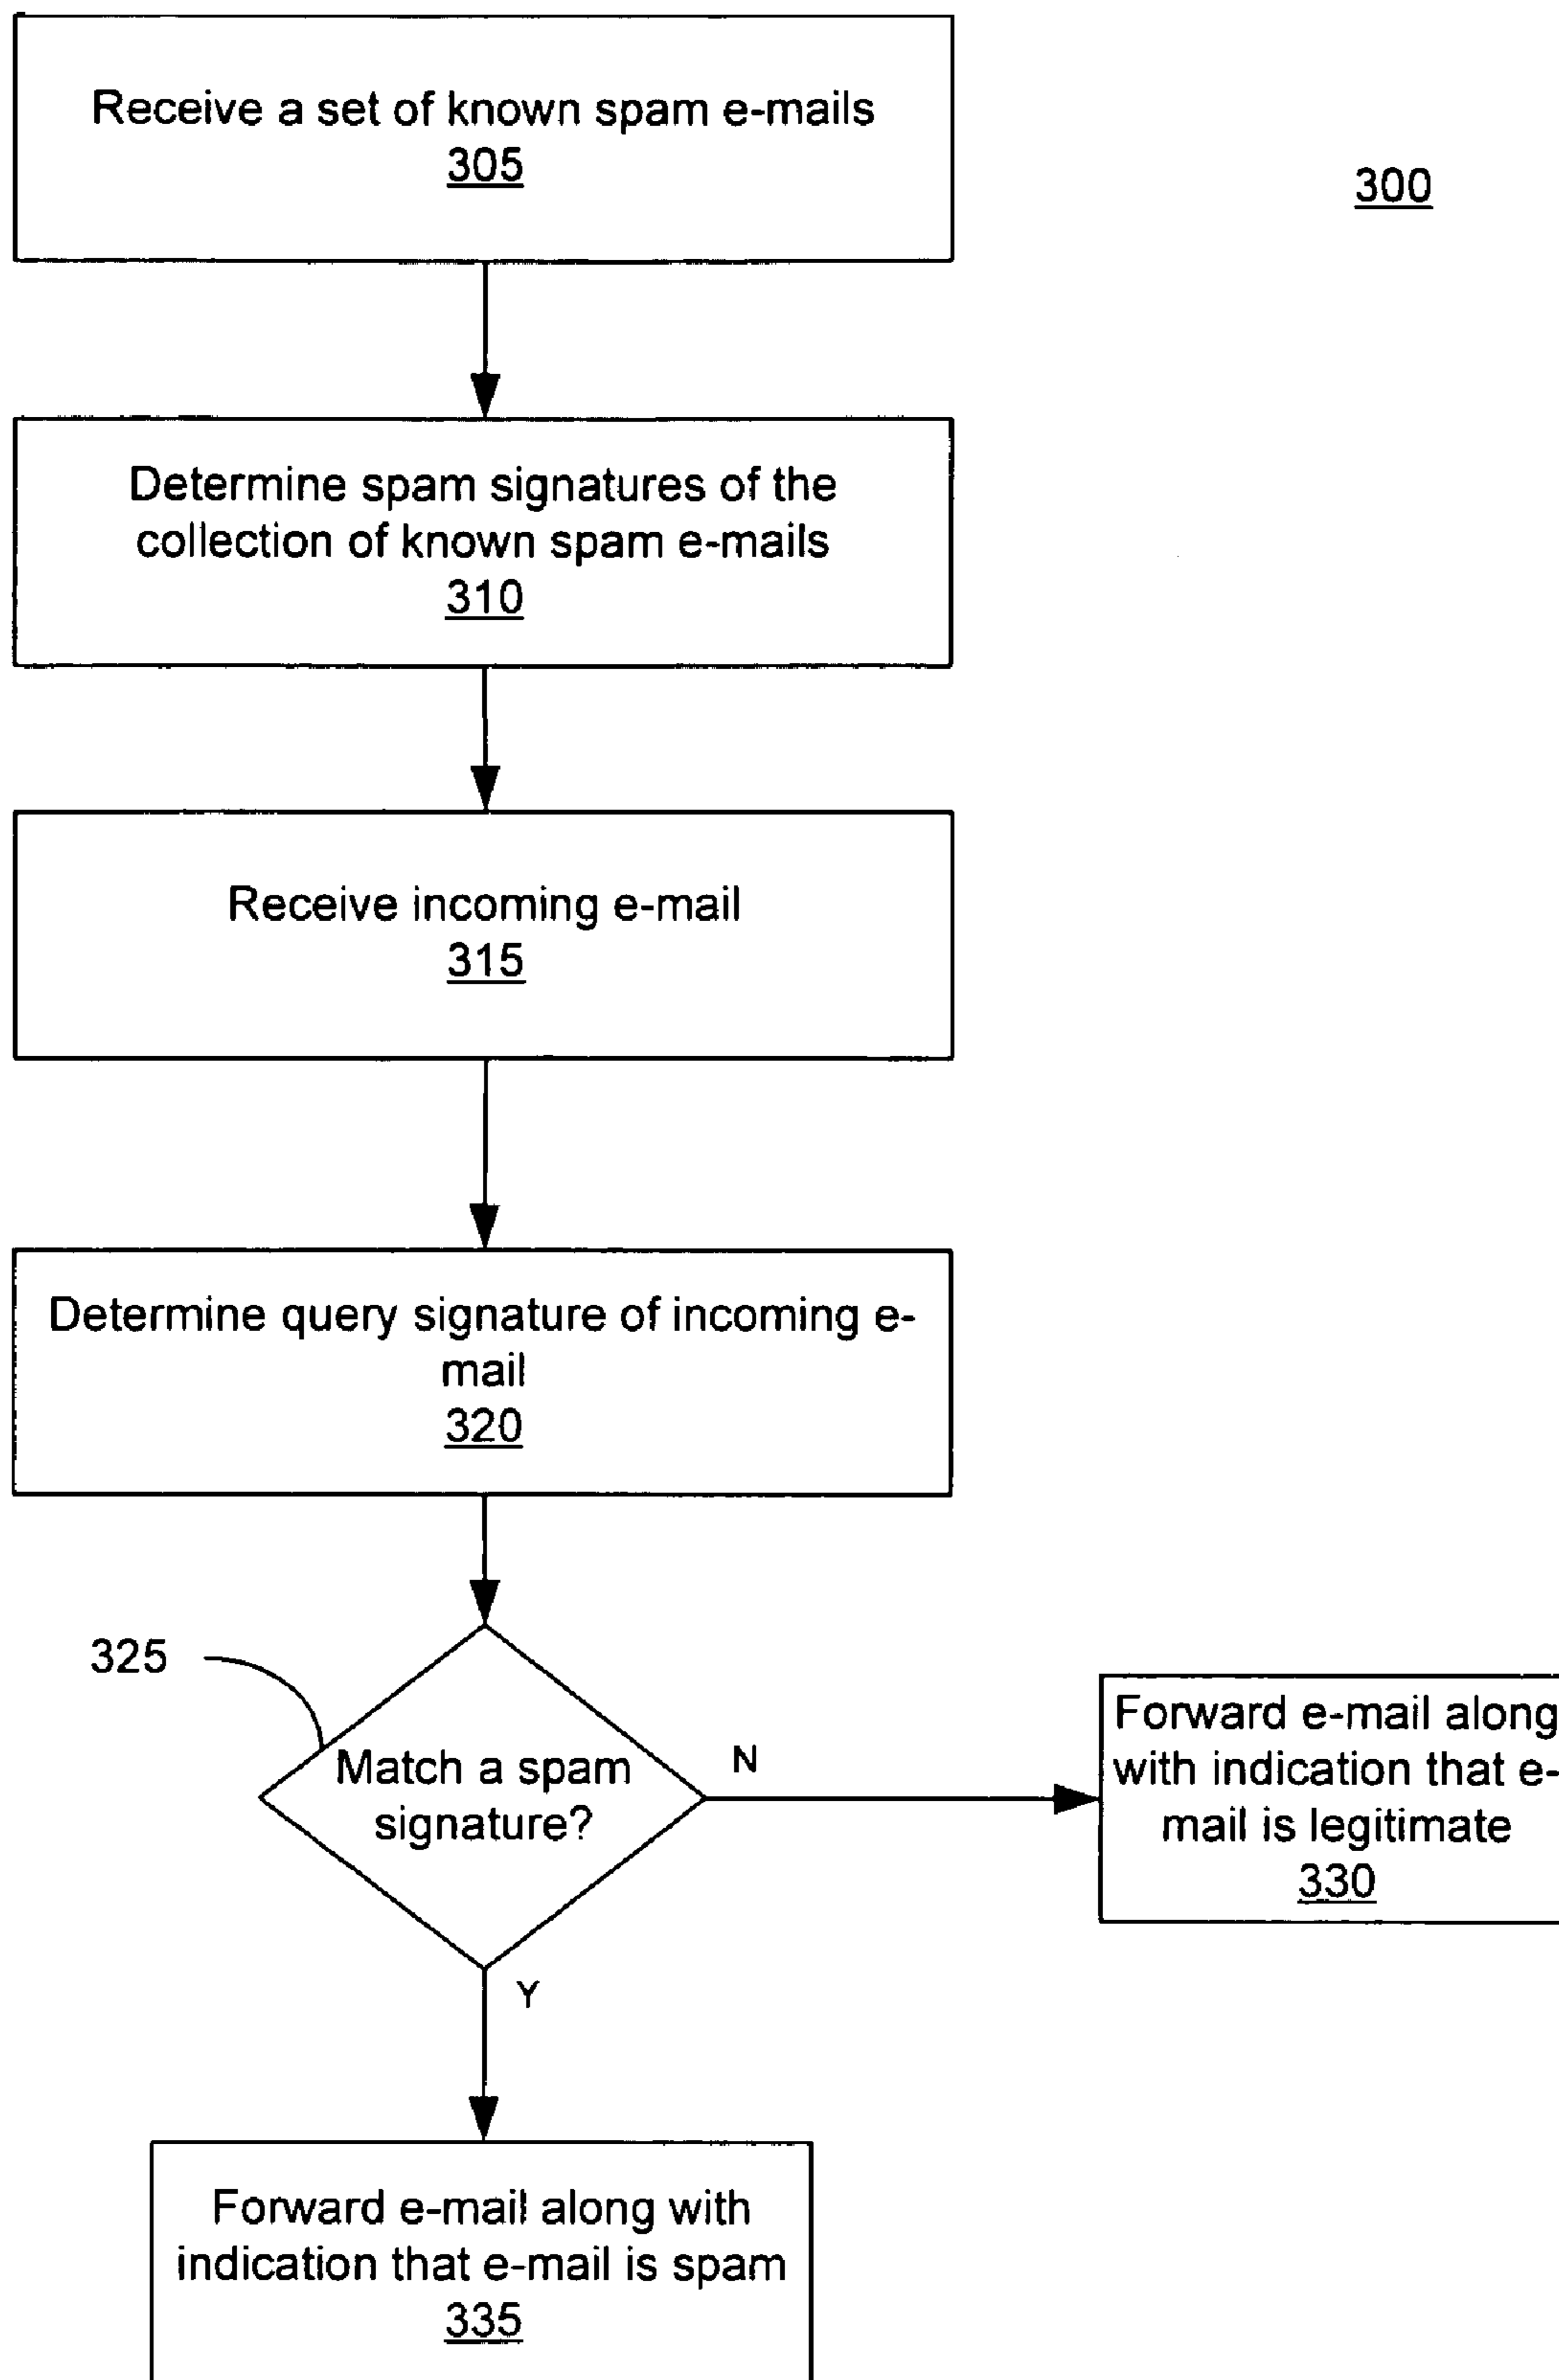 Receive a set of known spam e-mails
305
300
Determine spam signatures of the
collection of known spam e-mails
310
Receive incoming e-mail
315
Determine query signature of incoming e-
mail
320
325
Match a spam
signature?
N
Forward e-mail along
with indication that e-
mail is legitimate
330
Y
Forward e-mail along with
indication that e-mail is spam
335